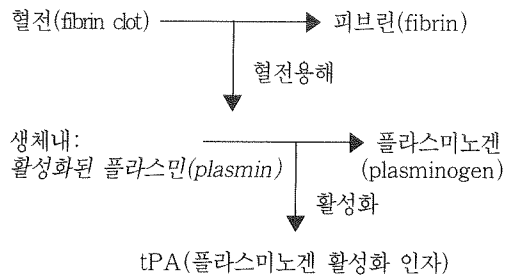 혈전(fibrin clot) 피브린(fibrin)
혈전용해
생체내: 플라스미노겐
활성화된 플라스민(plasmin) (plasminogen)
활성화
tPA(플라스미노겐 활성화 인자)